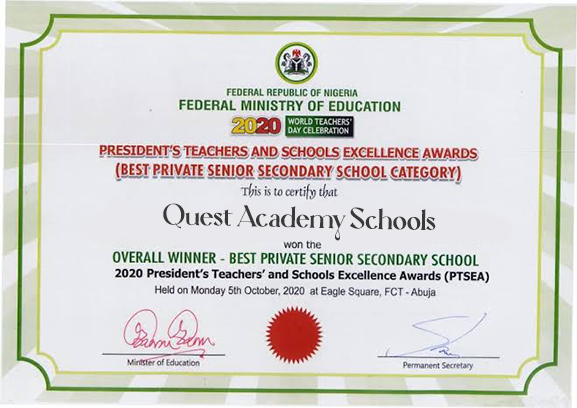 FEDERAL REPUBLIC OF NIGERIA
FEDERAL MINISTRY OF EDUCATION
2020 WORLD TEACHERS'
DAY CELEBRATION
PRESIDENT'S TEACHERS AND SCHOOLS EXCELLENCE AWARDS
(BEST PRIVATE SENIOR SECONDARY SCHOOL CATEGORY)
This is to certify that
Quest Academy Schools
won the
OVERALL WINNER - BEST PRIVATE SENIOR SECONDARY SCHOOL
2020 President's Teachers' and Schools Excellence Awards (PTSEA)
Held on Monday 5th October, 2020 at Eagle Square, FCT - Abuja
Minister of Education
Permanent Secretary